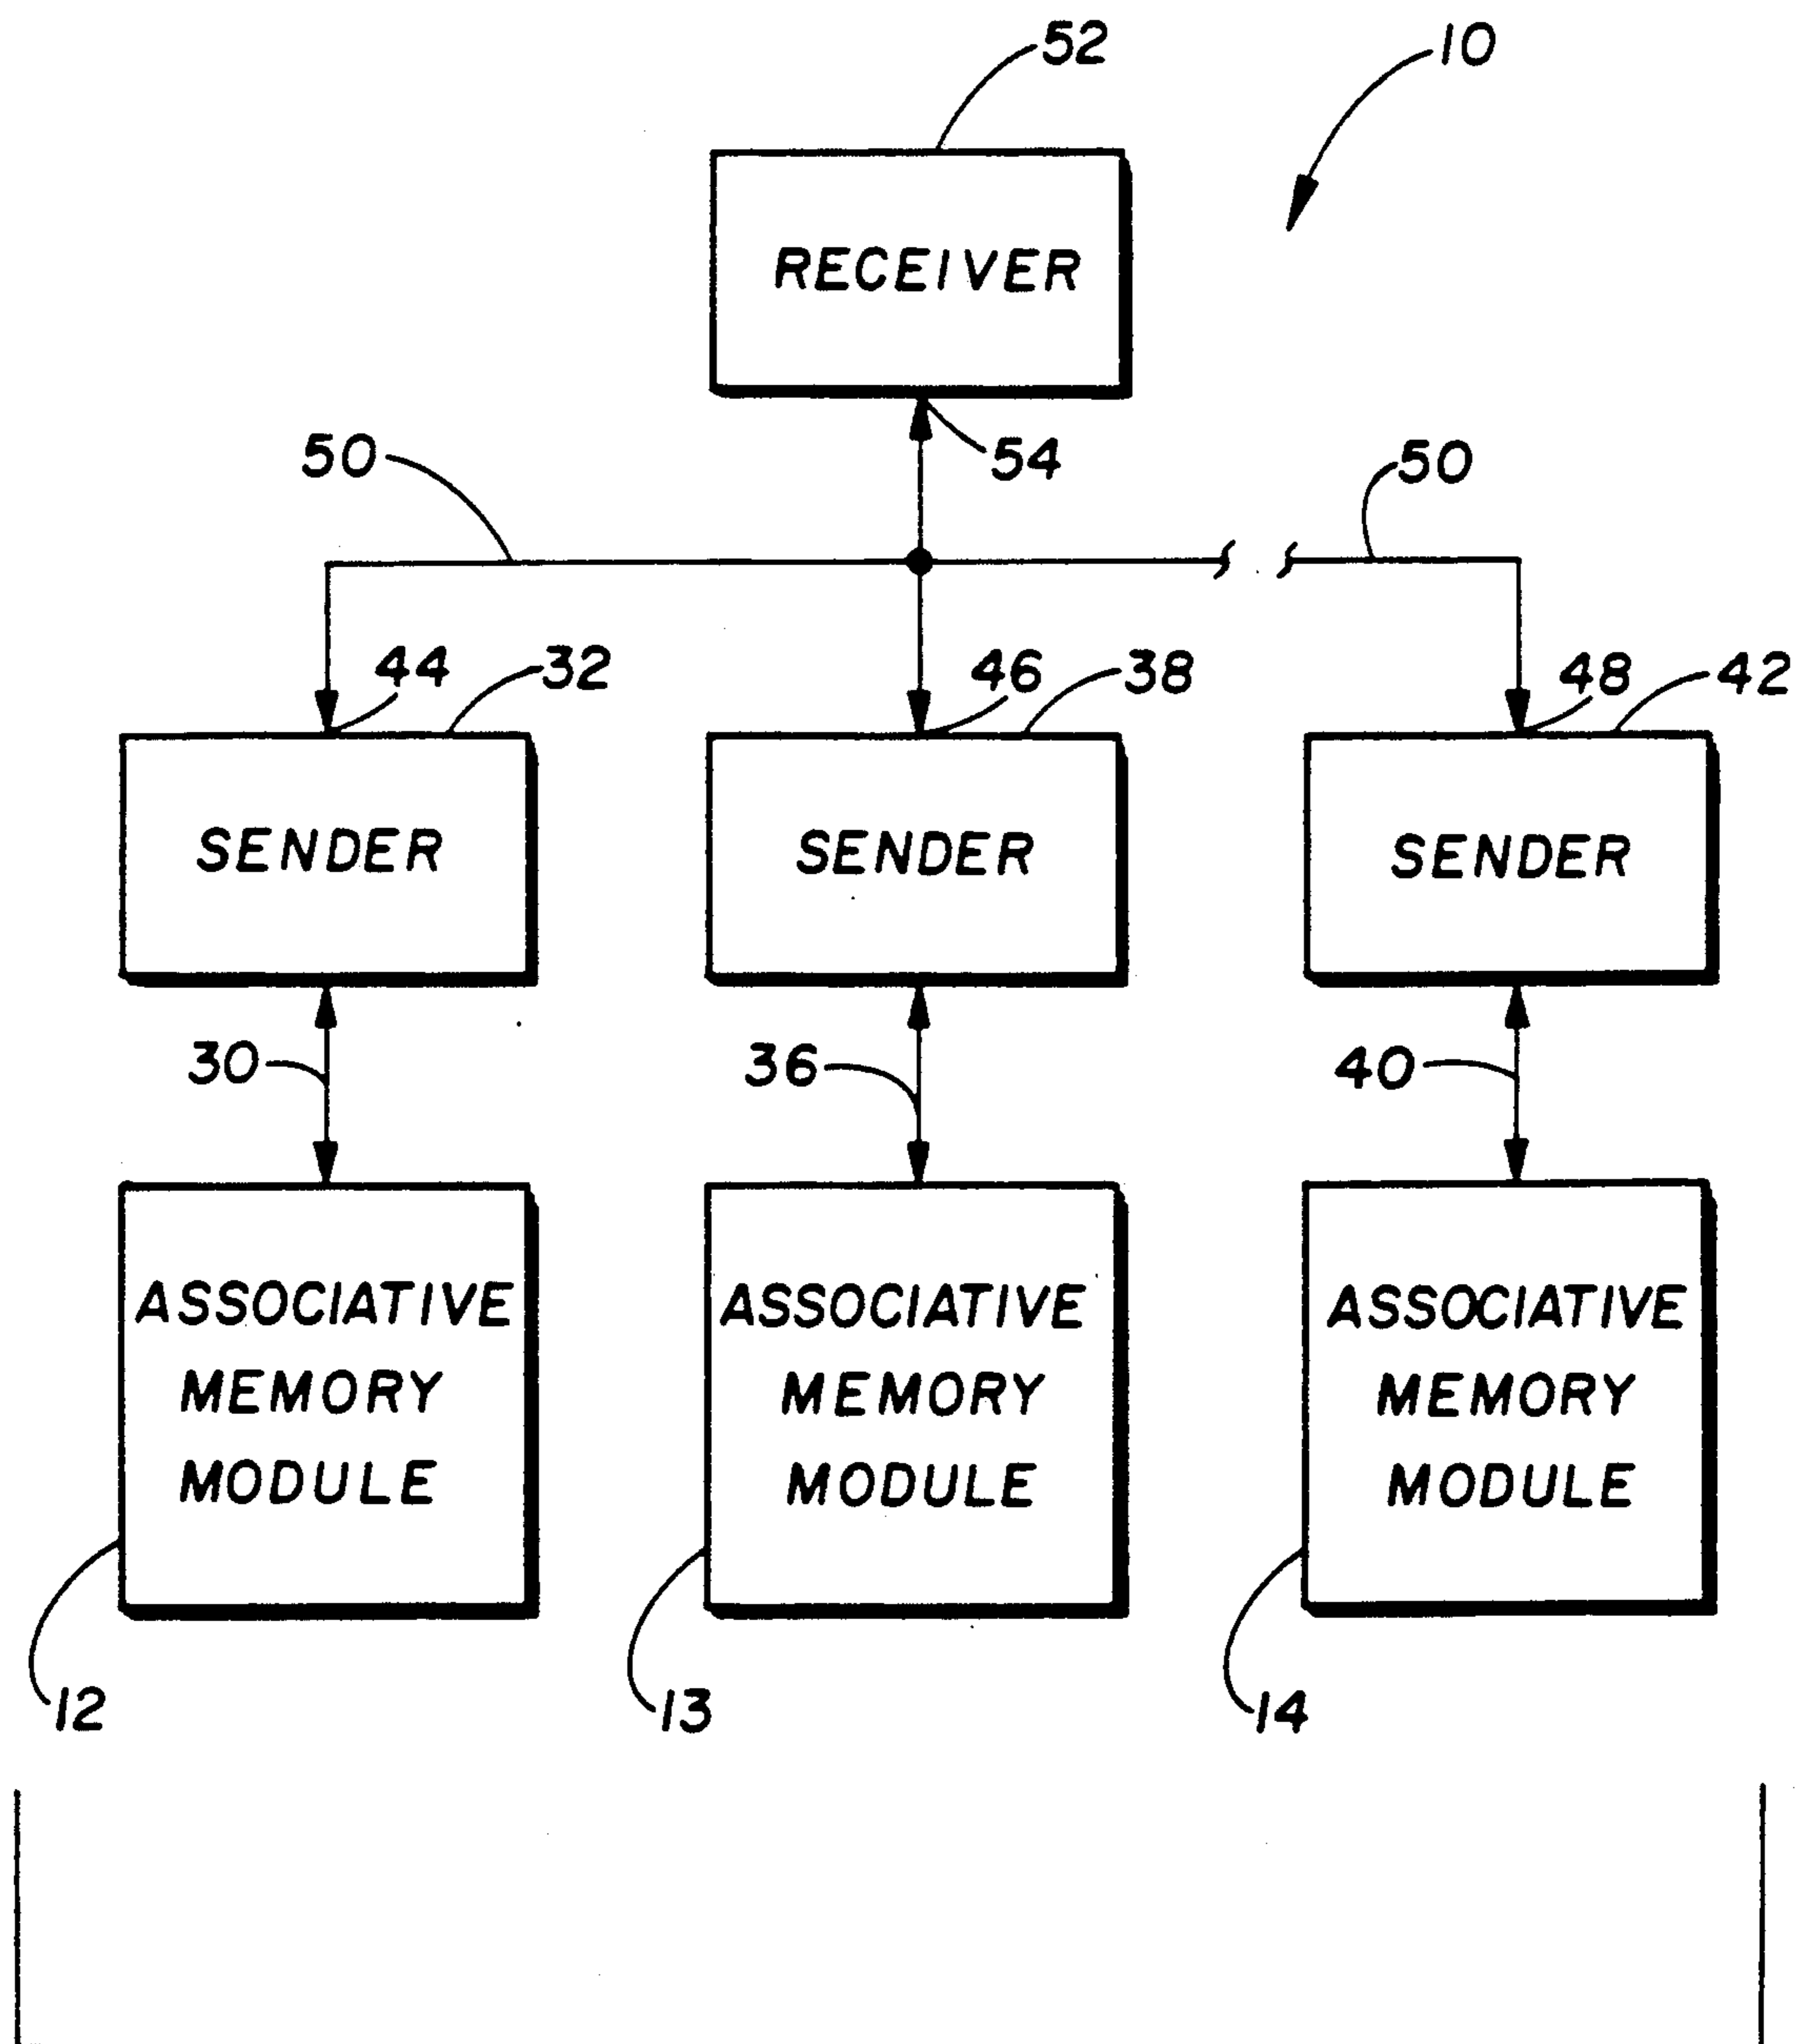 52
10
RECEIVER
54
50
50
44
32
46
38
48
42
SENDER
SENDER
SENDER
30
36
40
ASSOCIATIVE
MEMORY
MODULE
ASSOCIATIVE
MEMORY
MODULE
ASSOCIATIVE
MEMORY
MODULE
12
13
14